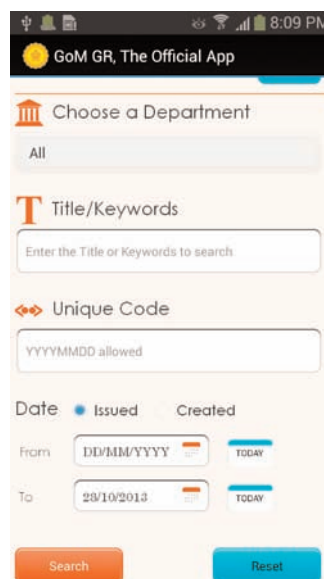 8:09 PM
GoM GR, The Official App
Choose a Department
All
Title/Keywords
Enter the Title or Keywords to search
Unique Code
YYYYMMDD allowed
Date Issued Created
From DD/MM/YYYY TODAY
To 28/10/2013 TODAY
Search Reset